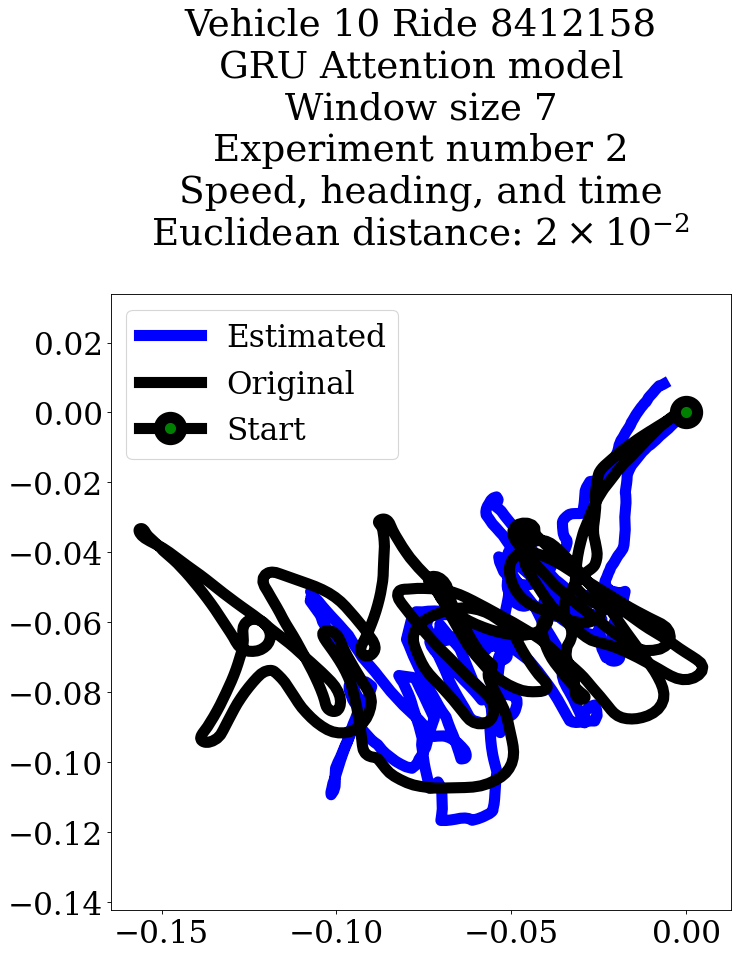 Vehicle 10 Ride 8412158
GRU Attention model
Window size 7
Experiment number 2
Speed, heading, and time
Euclidean distance: 2 × 10⁻²
Estimated
Original
Start
0.02
0.00
−0.02
−0.04
−0.06
−0.08
−0.10
−0.12
−0.14
−0.15
−0.10
−0.05
0.00